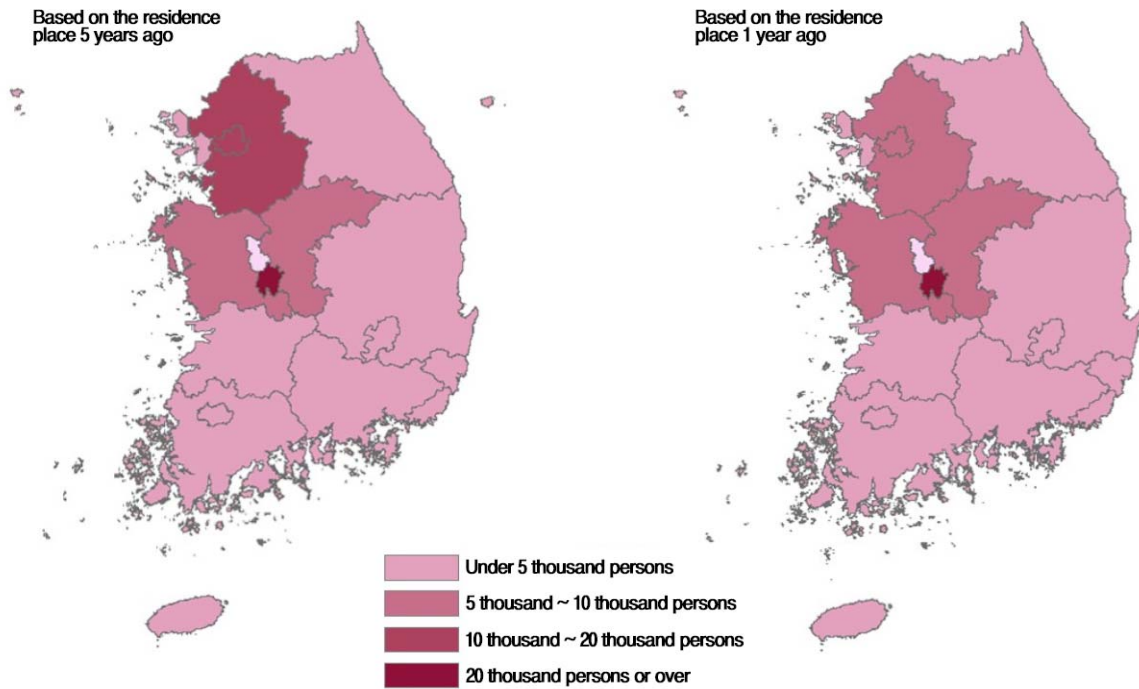 Based on the residence
place 5 years ago
Based on the residence
place 1 year ago
Under 5 thousand persons
5 thousand ~ 10 thousand persons
10 thousand ~ 20 thousand persons
20 thousand persons or over